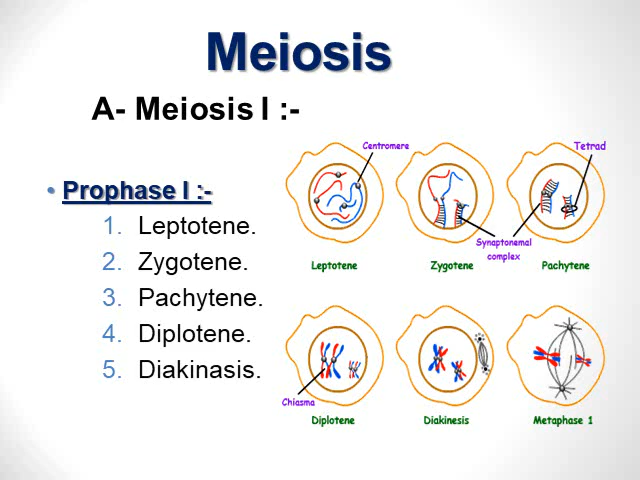 Meiosis
A- Meiosis I :-
• Prophase I :-
1. Leptotene.
2. Zygotene.
3. Pachytene.
4. Diplotene.
5. Diakinasis.
Centromere
Tetrad
Synaptonemal
complex
Leptotene
Zygotene
Pachytene
Chiasma
Diplotene
Diakinesis
Metaphase 1